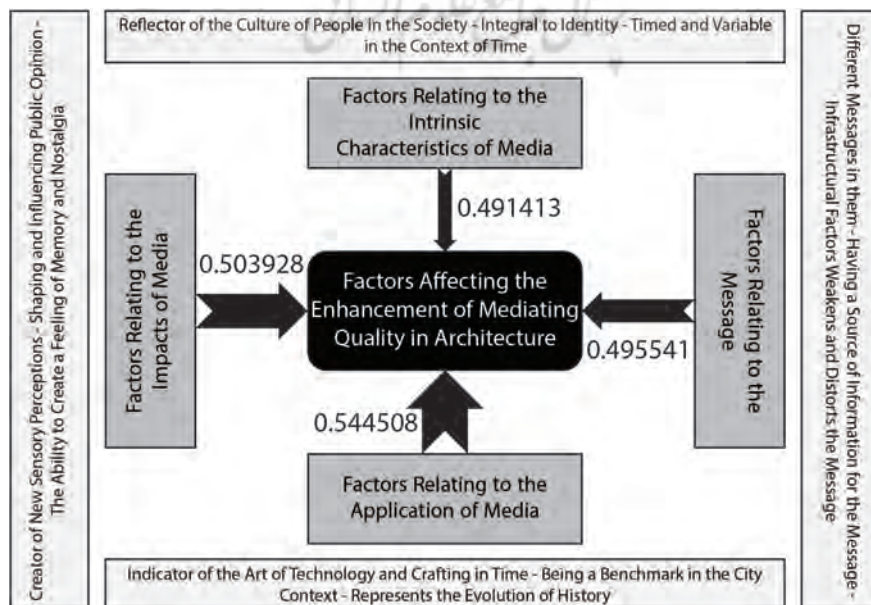 Reflector of the Culture of People in the Society - Integral to Identity - Timed and Variable
in the Context of Time
Creator of New Sensory Perceptions - Shaping and Influencing Public Opinion -
The Ability to Create a Feeling of Memory and Nostalgia
Factors Relating to the
Intrinsic
Characteristics of Media
0.491413
Factors Relating to the
Impacts of Media
0.503928
Factors Affecting the
Enhancement of Mediating
Quality in Architecture
Factors Relating to the
Message
0.495541
0.544508
Factors Relating to the
Application of Media
Different Messages in them - Having a Source of Information for the Message -
Infrastructural Factors Weakens and Distorts the Message
Indicator of the Art of Technology and Crafting in Time - Being a Benchmark in the City
Context - Represents the Evolution of History